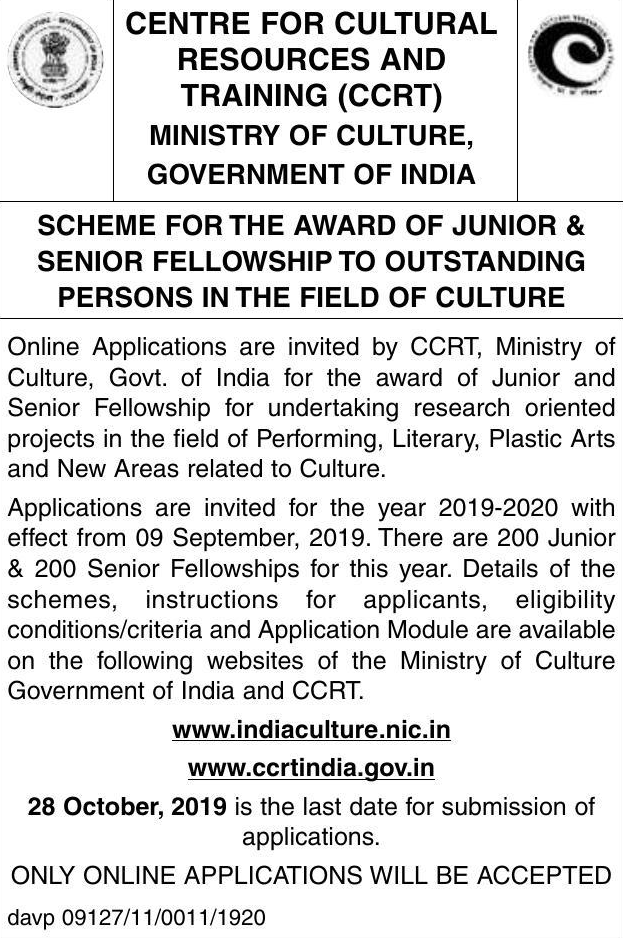 CENTRE FOR CULTURAL
RESOURCES AND
TRAINING (CCRT)
MINISTRY OF CULTURE,
GOVERNMENT OF INDIA
SCHEME FOR THE AWARD OF JUNIOR &
SENIOR FELLOWSHIP TO OUTSTANDING
PERSONS IN THE FIELD OF CULTURE
Online Applications are invited by CCRT, Ministry of
Culture, Govt. of India for the award of Junior and
Senior Fellowship for undertaking research oriented
projects in the field of Performing, Literary, Plastic Arts
and New Areas related to Culture.
Applications are invited for the year 2019-2020 with
effect from 09 September, 2019. There are 200 Junior
& 200 Senior Fellowships for this year. Details of the
schemes, instructions for applicants, eligibility
conditions/criteria and Application Module are available
on the following websites of the Ministry of Culture
Government of India and CCRT.
www.indiaculture.nic.in
www.ccrtindia.gov.in
28 October, 2019 is the last date for submission of
applications.
ONLY ONLINE APPLICATIONS WILL BE ACCEPTED
davp 09127/11/0011/1920